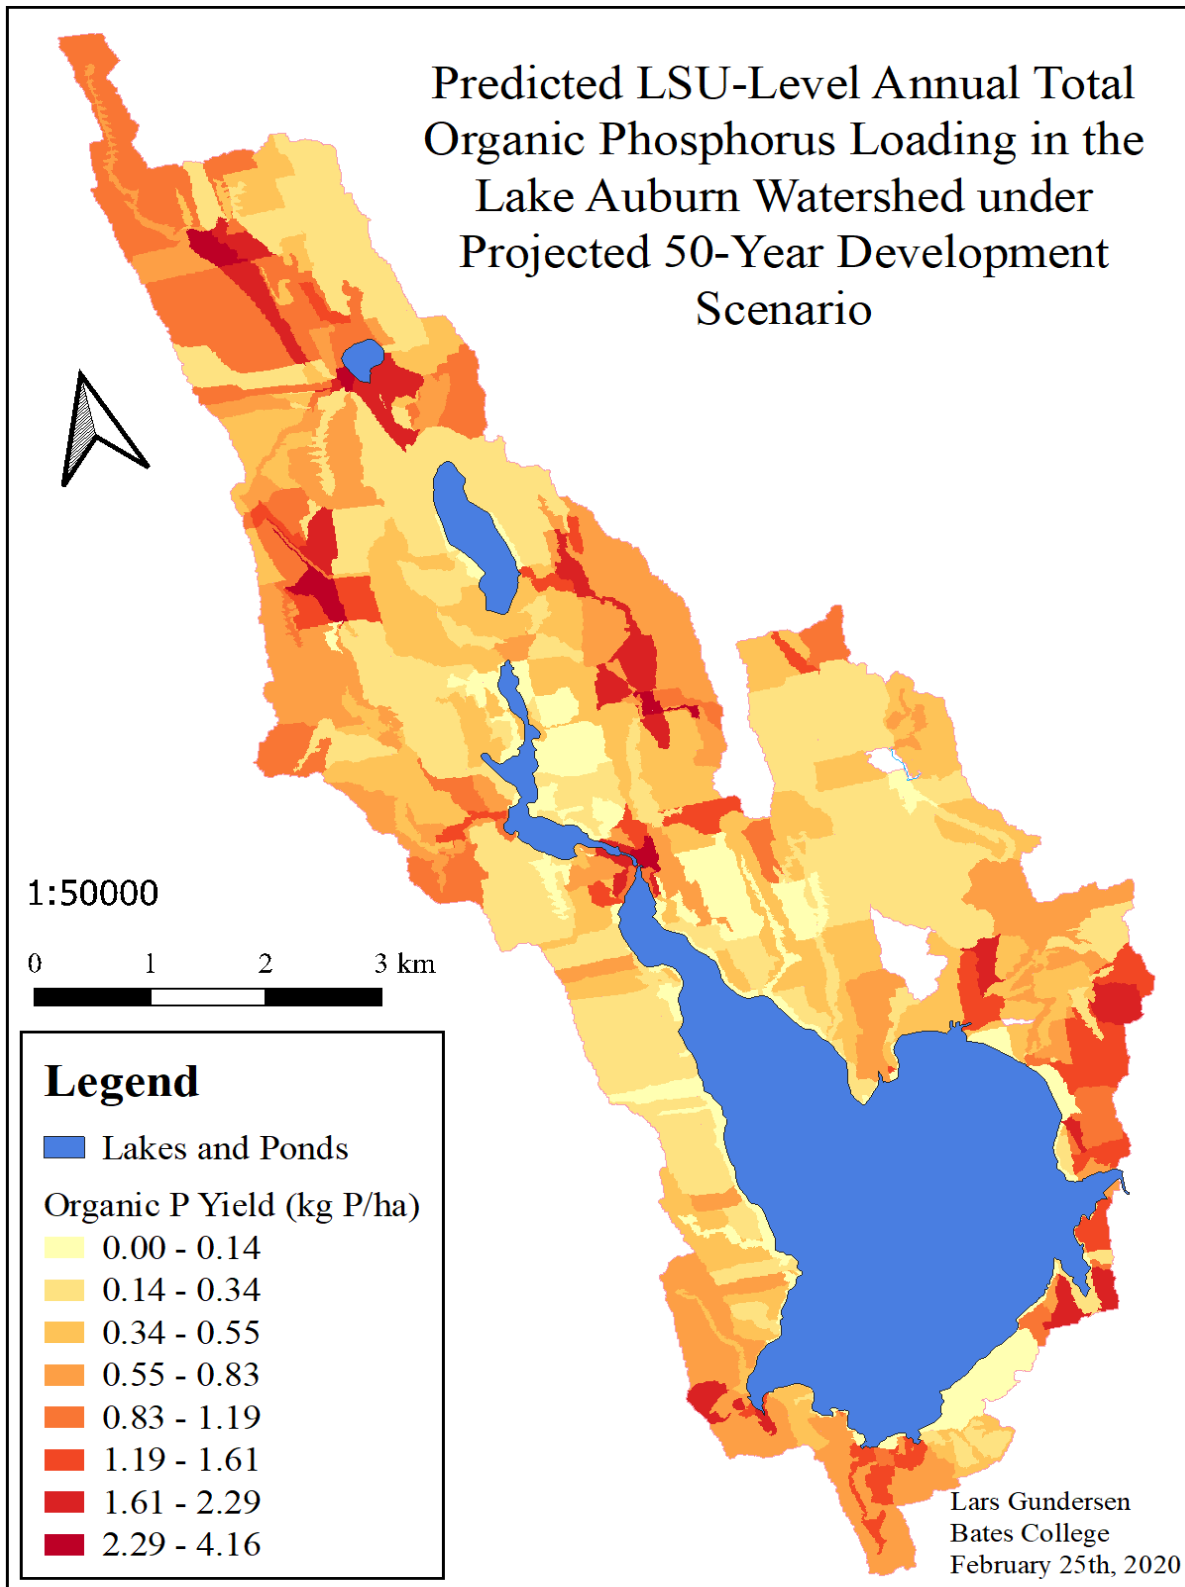 Predicted LSU-Level Annual Total
Organic Phosphorus Loading in the
Lake Auburn Watershed under
Projected 50-Year Development
Scenario
1:50000
0 1 2 3 km
Legend
Lakes and Ponds
Organic P Yield (kg P/ha)
0.00 - 0.14
0.14 - 0.34
0.34 - 0.55
0.55 - 0.83
0.83 - 1.19
1.19 - 1.61
1.61 - 2.29
2.29 - 4.16
Lars Gundersen
Bates College
February 25th, 2020